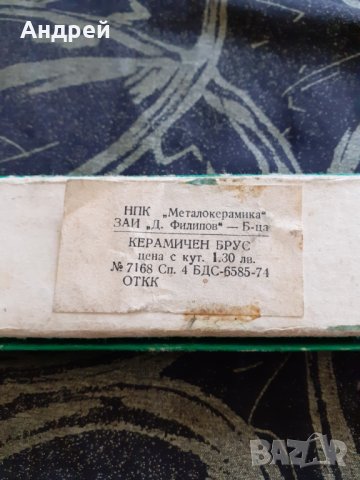 Андрей
НПК „Металокерамика“
ЗАИ „Д. Филипов“ — Б-ца
КЕРАМИЧЕН БРУС
цена с кут. 1.30 лв.
№ 7168 Сп. 4 БДС-6585-74
ОТКК
BAZAR